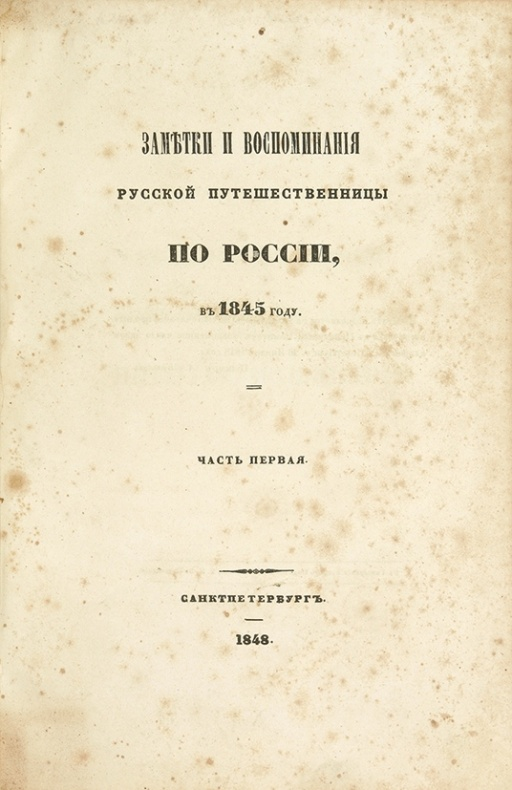 ЗАМѢТКИ И ВОСПОМИНАНІЯ
РУССКОЙ ПУТЕШЕСТВЕННИЦЫ
ПО РОССІИ,
ВЪ 1845 ГОДУ.
ЧАСТЬ ПЕРВАЯ.
САНКТПЕТЕРБУРГЪ.
1848.